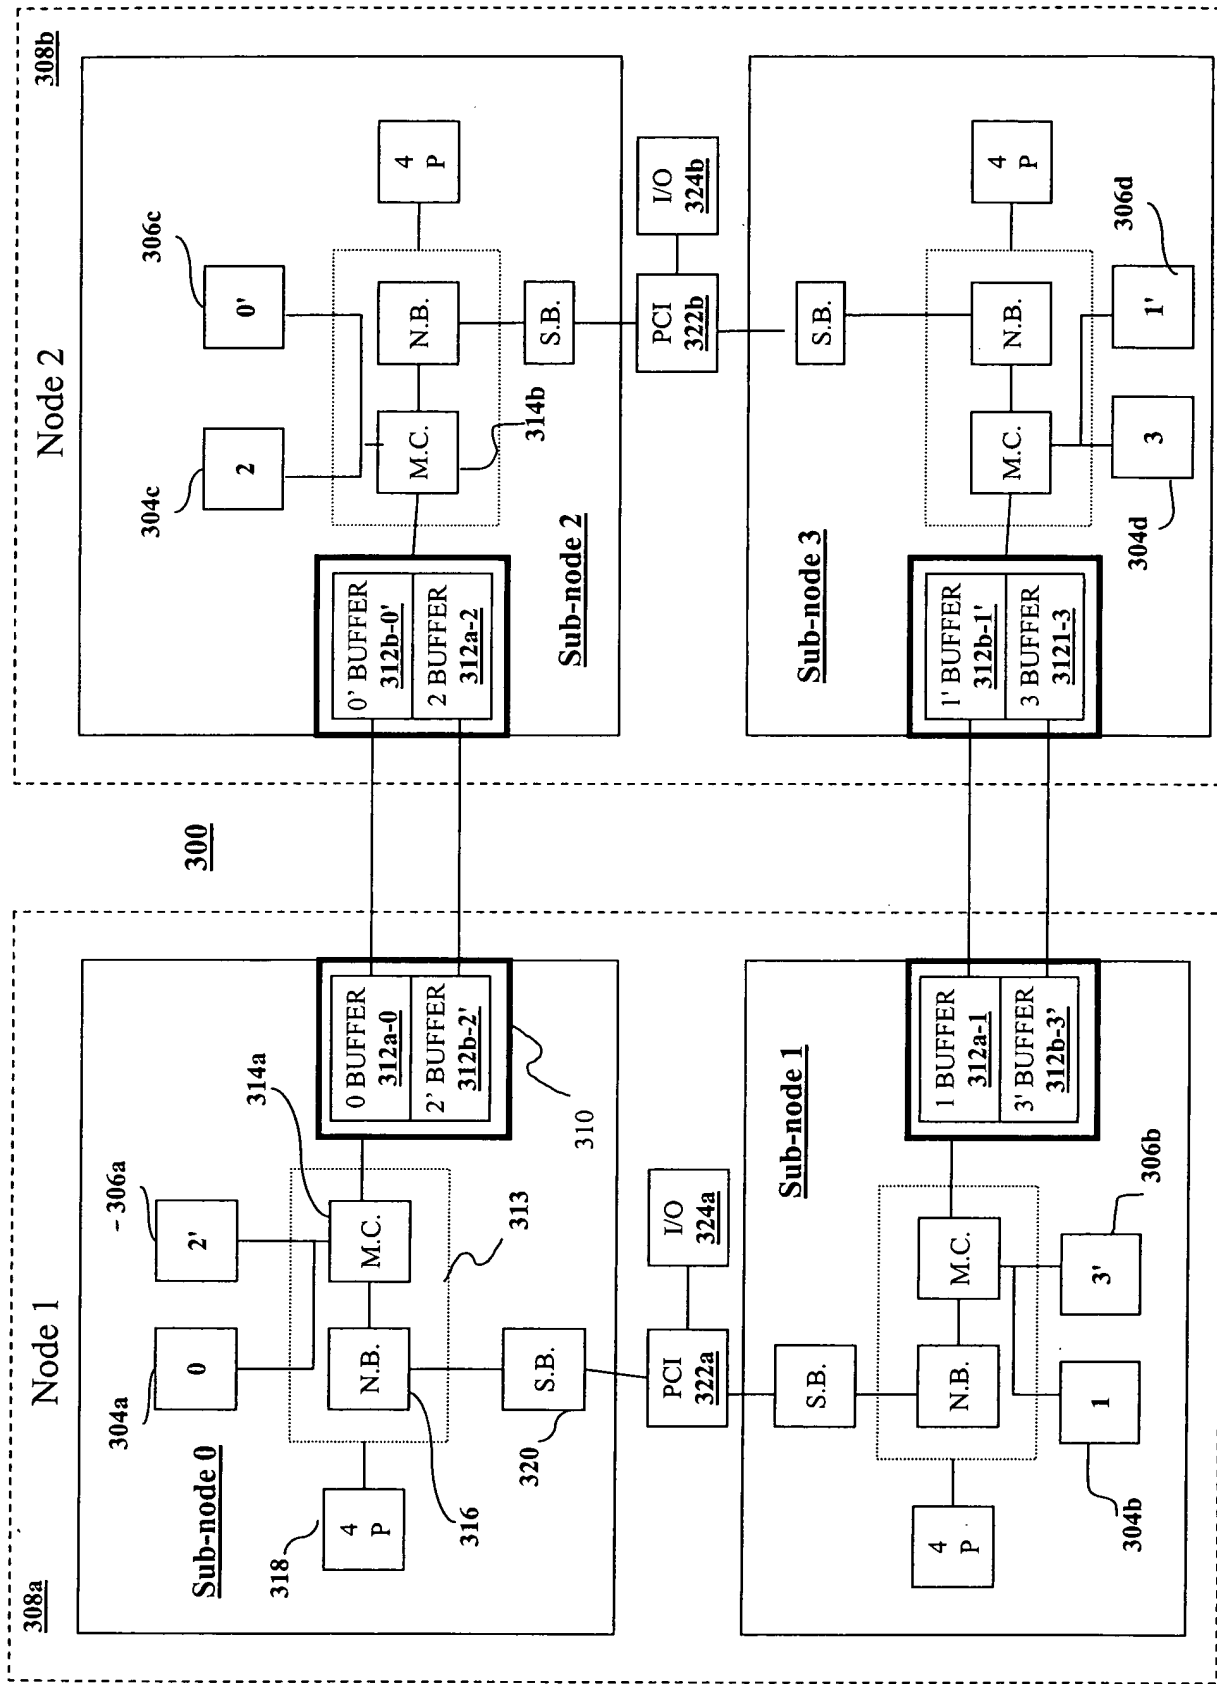 308a
Node 1
300
Node 2
308b
304a
0
- 306a
2'
Sub-node 0
314a
318
4
P
N.B.
M.C.
316
313
0 BUFFER
312a-0
2’ BUFFER
312b-2'
310
S.B.
320
304c
2
306c
0'
0’ BUFFER
312b-0'
2 BUFFER
312a-2
M.C.
N.B.
4
P
314b
Sub-node 2
S.B.
PCI
322a
I/O
324a
PCI
322b
I/O
324b
Sub-node 1
S.B.
4
P
N.B.
M.C.
1
304b
3'
306b
1 BUFFER
312a-1
3' BUFFER
312b-3’
Sub-node 3
S.B.
1' BUFFER
312b-1'
3 BUFFER
3121-3
M.C.
N.B.
4
P
3
304d
1'
306d